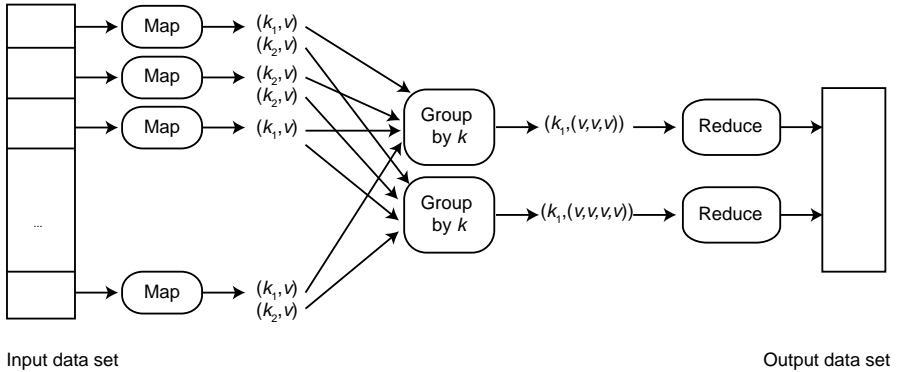 Map
(k₁,v)
(k₂,v)
Map
(k₂,v)
(k₂,v)
Map
(k₁,v)
...
Map
(k₁,v)
(k₂,v)
Group
by k
(k₁,(v,v,v))
Reduce
Group
by k
(k₁,(v,v,v,v))
Reduce
Input data set
Output data set